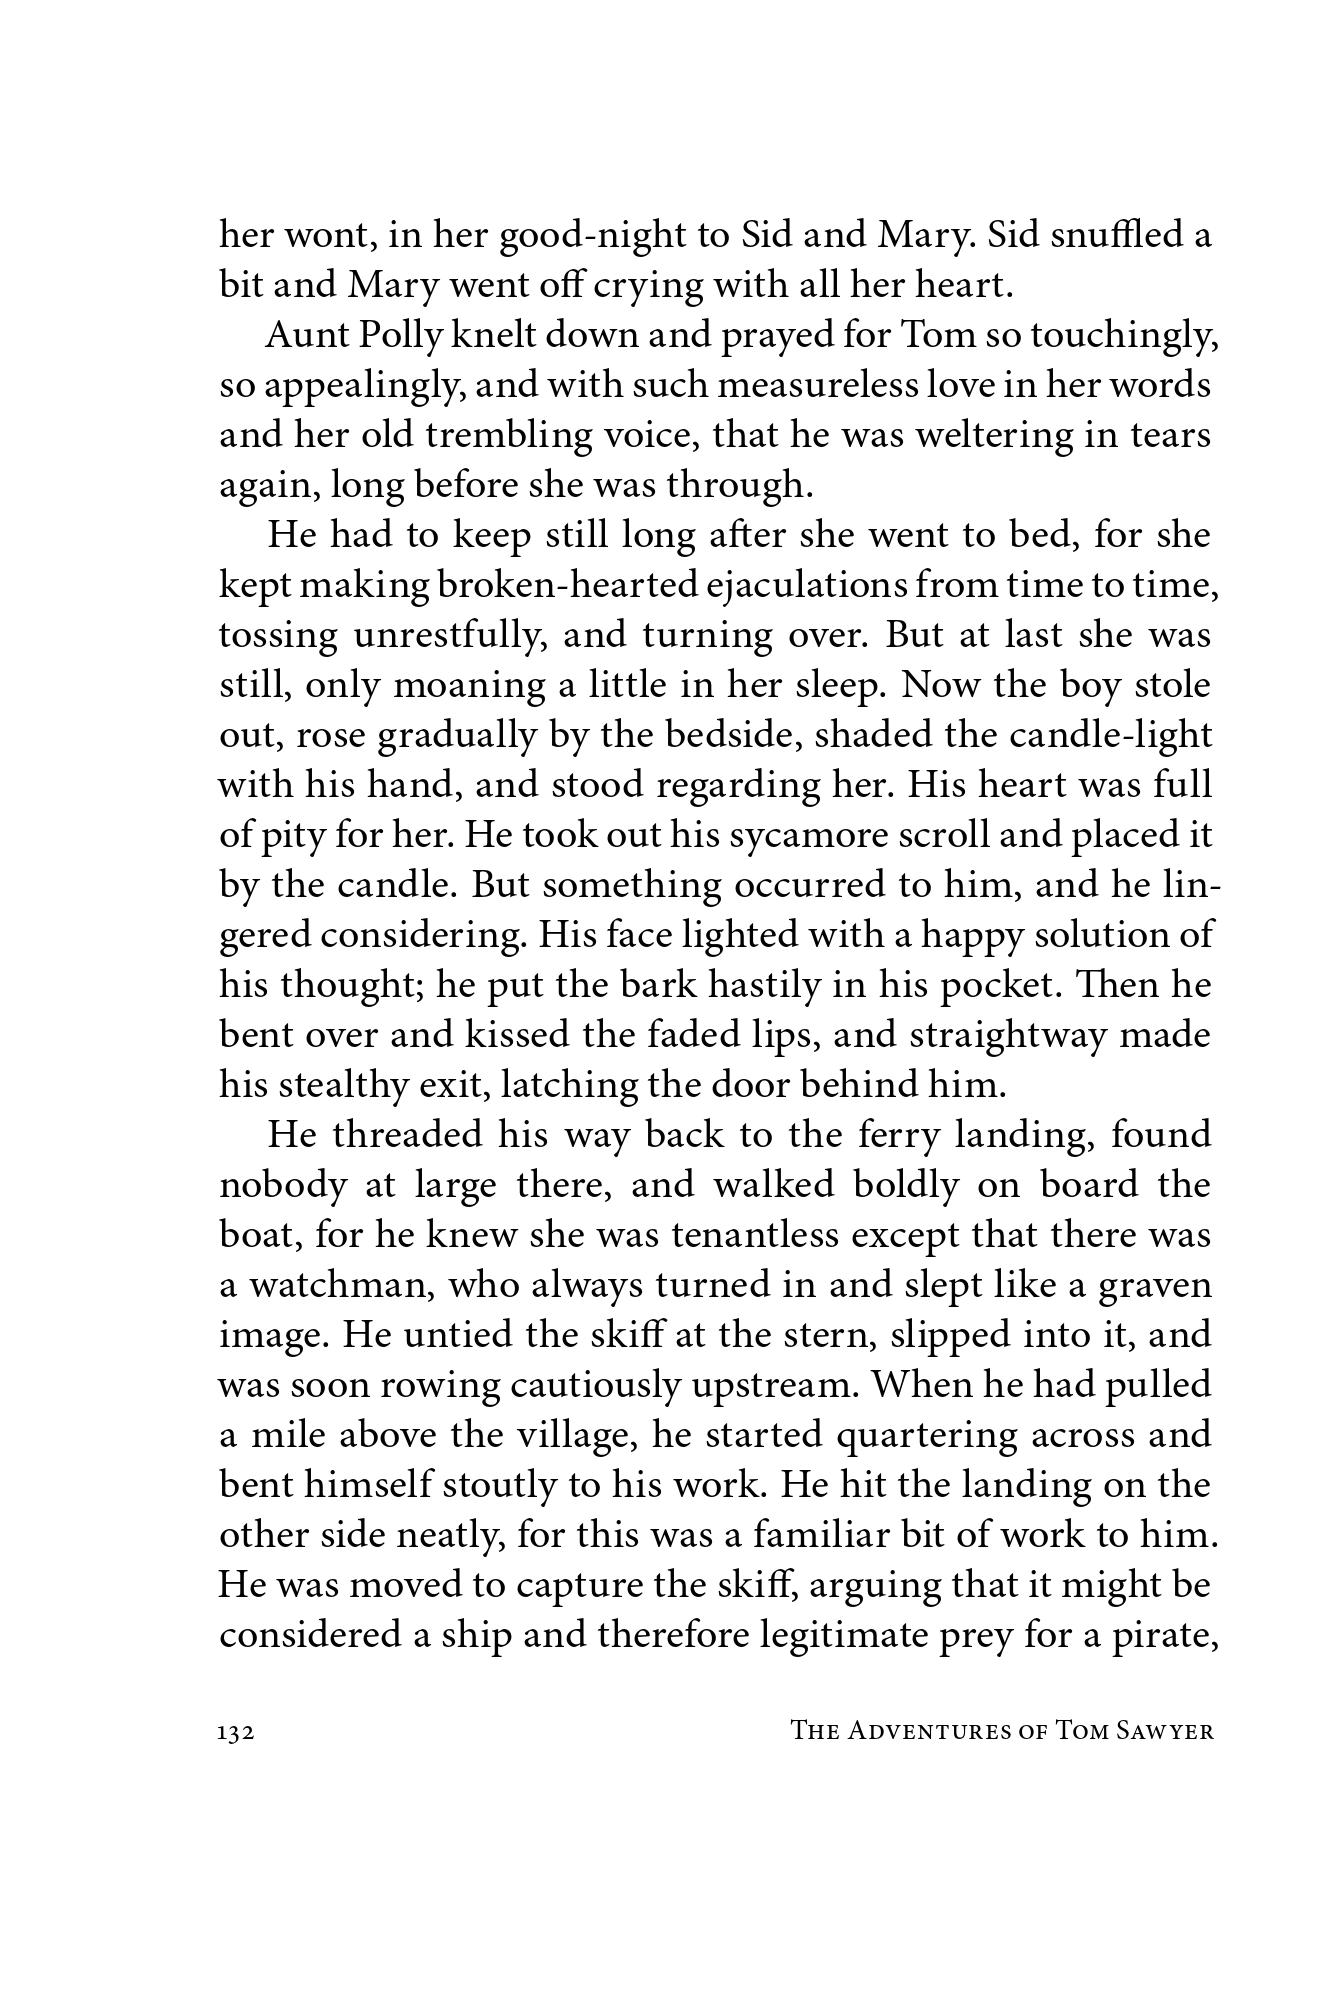 her wont, in her good-night to Sid and Mary. Sid snuffled a
bit and Mary went off crying with all her heart.
Aunt Polly knelt down and prayed for Tom so touchingly,
so appealingly, and with such measureless love in her words
and her old trembling voice, that he was weltering in tears
again, long before she was through.
He had to keep still long after she went to bed, for she
kept making broken-hearted ejaculations from time to time,
tossing unrestfully, and turning over. But at last she was
still, only moaning a little in her sleep. Now the boy stole
out, rose gradually by the bedside, shaded the candle-light
with his hand, and stood regarding her. His heart was full
of pity for her. He took out his sycamore scroll and placed it
by the candle. But something occurred to him, and he lin-
gered considering. His face lighted with a happy solution of
his thought; he put the bark hastily in his pocket. Then he
bent over and kissed the faded lips, and straightway made
his stealthy exit, latching the door behind him.
He threaded his way back to the ferry landing, found
nobody at large there, and walked boldly on board the
boat, for he knew she was tenantless except that there was
a watchman, who always turned in and slept like a graven
image. He untied the skiff at the stern, slipped into it, and
was soon rowing cautiously upstream. When he had pulled
a mile above the village, he started quartering across and
bent himself stoutly to his work. He hit the landing on the
other side neatly, for this was a familiar bit of work to him.
He was moved to capture the skiff, arguing that it might be
considered a ship and therefore legitimate prey for a pirate,
132 The Adventures of Tom Sawyer